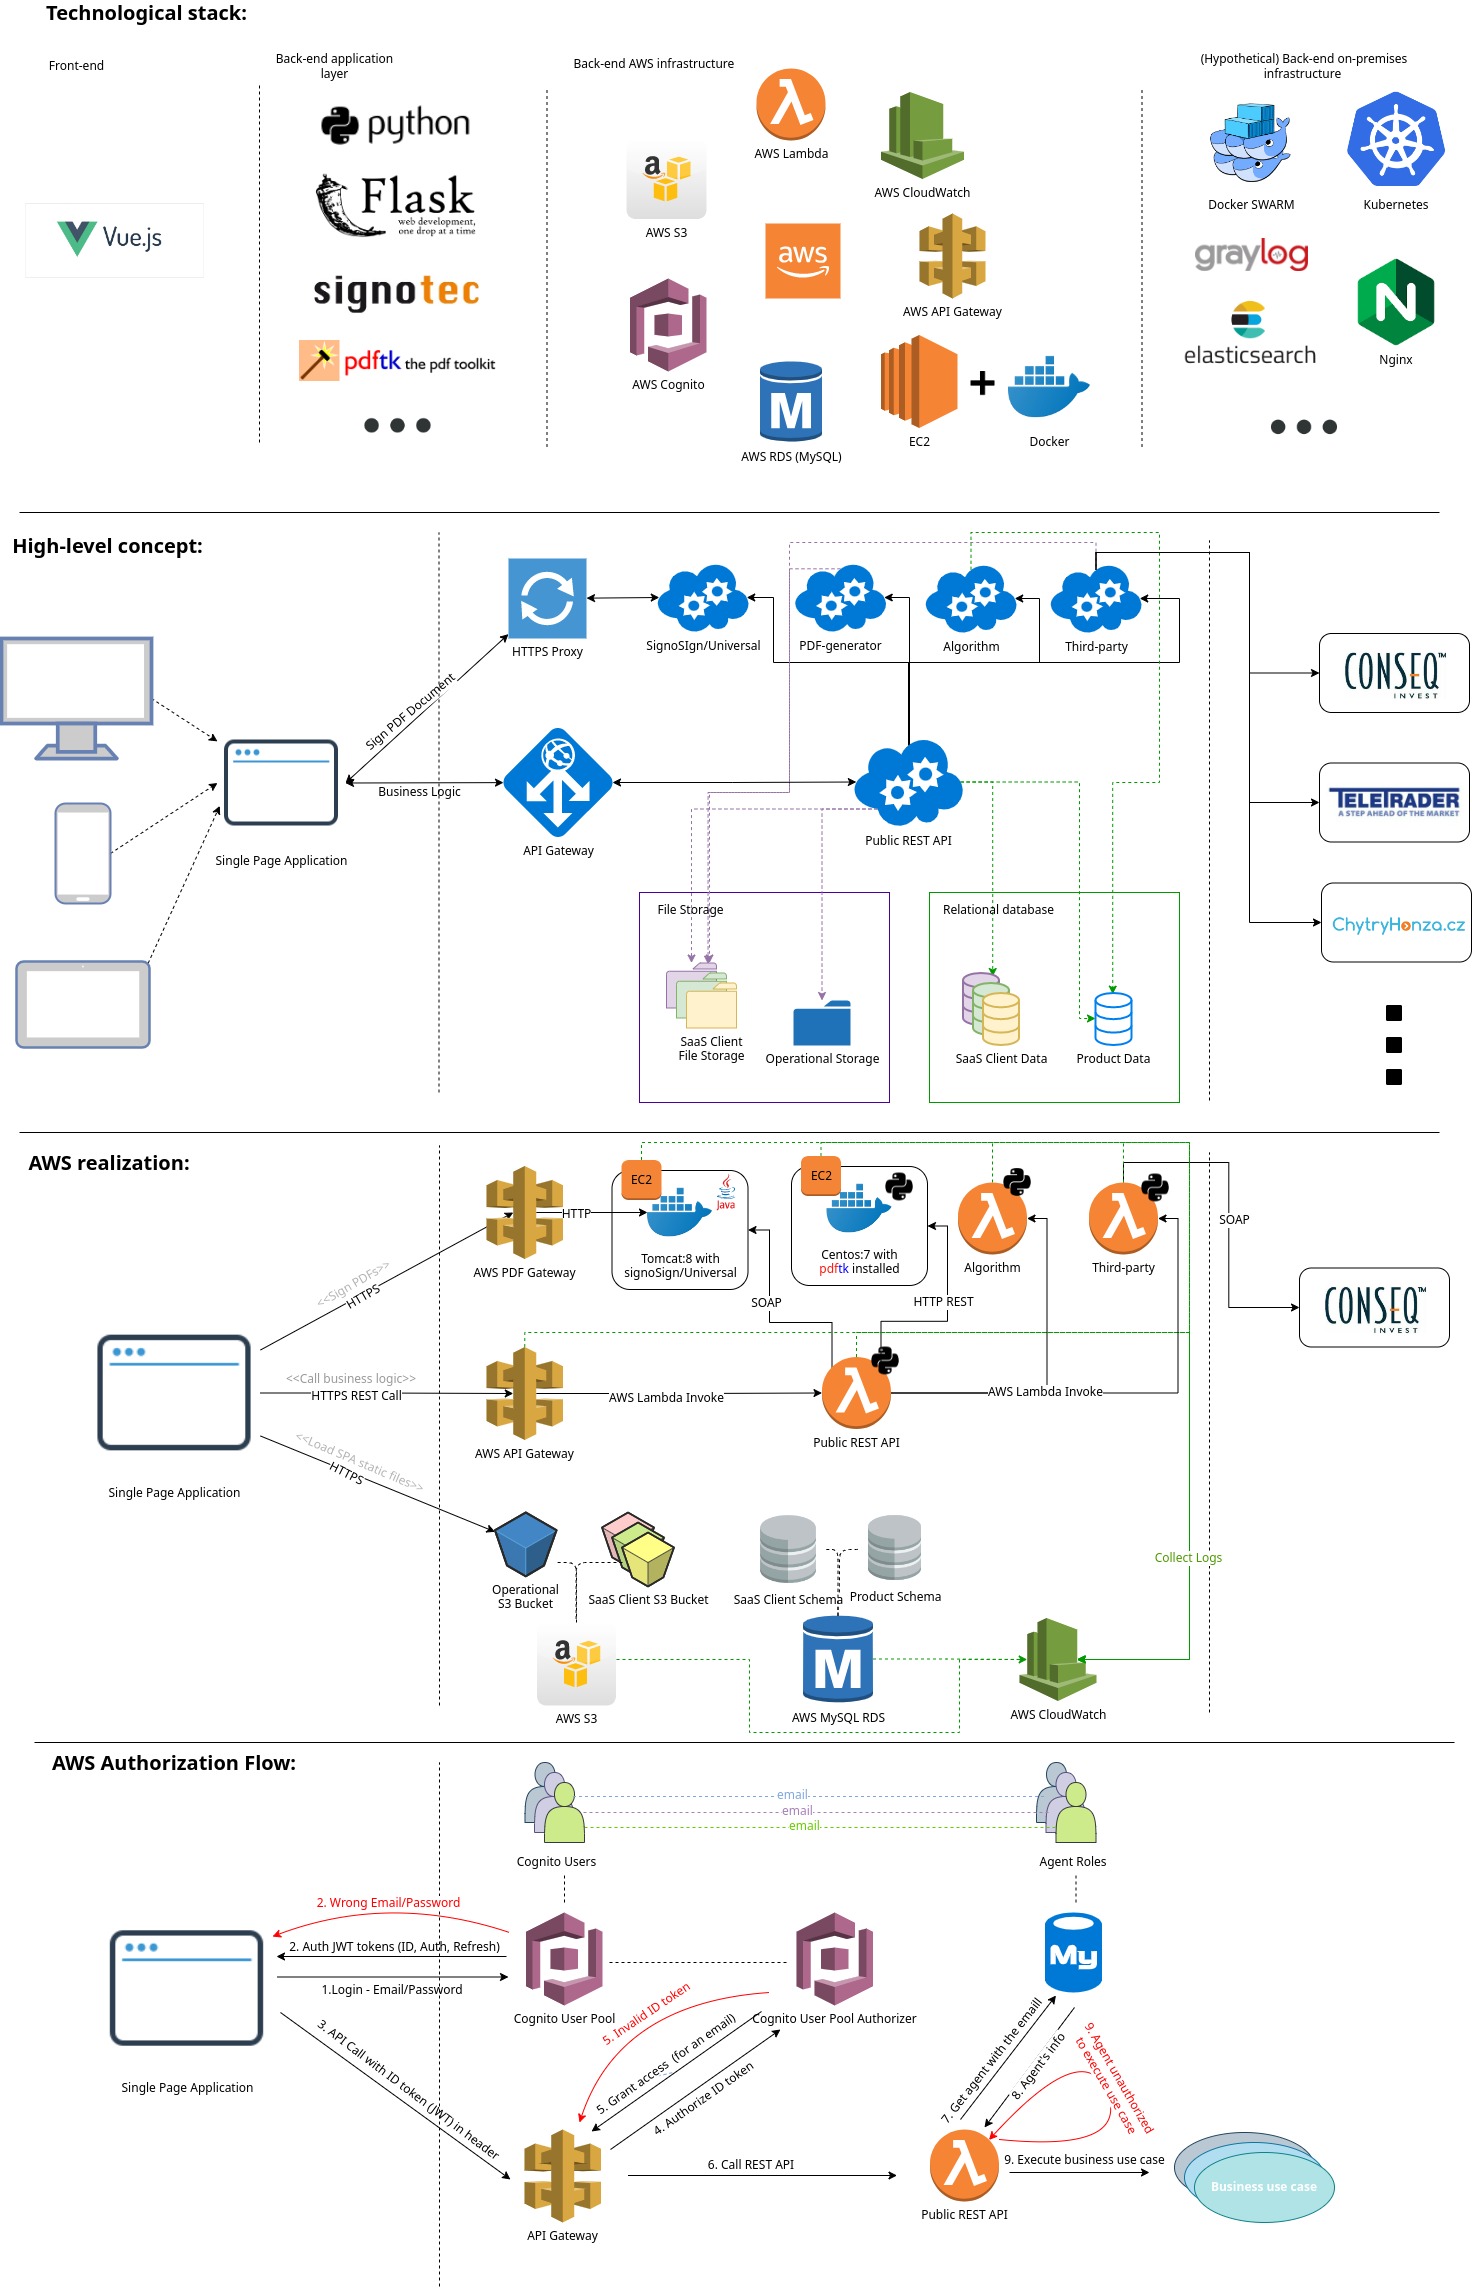 Technological stack:
Front-end
Back-end application
layer
Back-end AWS infrastructure
(Hypothetical) Back-end on-premises
infrastructure
python
Flask
web development,
one drop at a time
Vue.js
signotec
pdftk the pdf toolkit
AWS Lambda
AWS CloudWatch
a
AWS S3
aws
AWS API Gateway
AWS Cognito
M
AWS RDS (MySQL)
EC2
+
Docker
Docker SWARM
Kubernetes
graylog
elasticsearch
N
Nginx
High-level concept:
HTTPS Proxy
SignoSIgn/Universal
PDF-generator
Algorithm
Third-party
Sign PDF Document
Business Logic
Single Page Application
API Gateway
Public REST API
CONSEQ™
INVEST
TELETRADER
A STEP AHEAD OF THE MARKET
ChytryHonza.cz
File Storage
SaaS Client
File Storage
Operational Storage
Relational database
SaaS Client Data
Product Data
AWS realization:
EC2
Java
Tomcat:8 with
signoSign/Universal
EC2
Centos:7 with
pdftk installed
Algorithm
Third-party
SOAP
HTTP
AWS PDF Gateway
<<Sign PDFs>>
HTTPS
SOAP
HTTP REST
CONSEQ™
INVEST
<<Call business logic>>
HTTPS REST Call
AWS Lambda Invoke
AWS Lambda Invoke
AWS API Gateway
Public REST API
<<Load SPA static files>>
HTTPS
Single Page Application
Operational
S3 Bucket
SaaS Client S3 Bucket
SaaS Client Schema
Product Schema
Collect Logs
a
AWS S3
M
AWS MySQL RDS
AWS CloudWatch
AWS Authorization Flow:
email
email
email
Cognito Users
Agent Roles
2. Wrong Email/Password
2. Auth JWT tokens (ID, Auth, Refresh)
1.Login - Email/Password
Cognito User Pool
Cognito User Pool Authorizer
My
5. Invalid ID token
5. Grant access (for an email)
4. Authorize ID token
3. API Call with ID token (JWT) in header
Single Page Application
7. Get agent with the emaill
8. Agent's info
9. Agent unauthorized
to execute use case
6. Call REST API
9. Execute business use case
Business use case
API Gateway
Public REST API